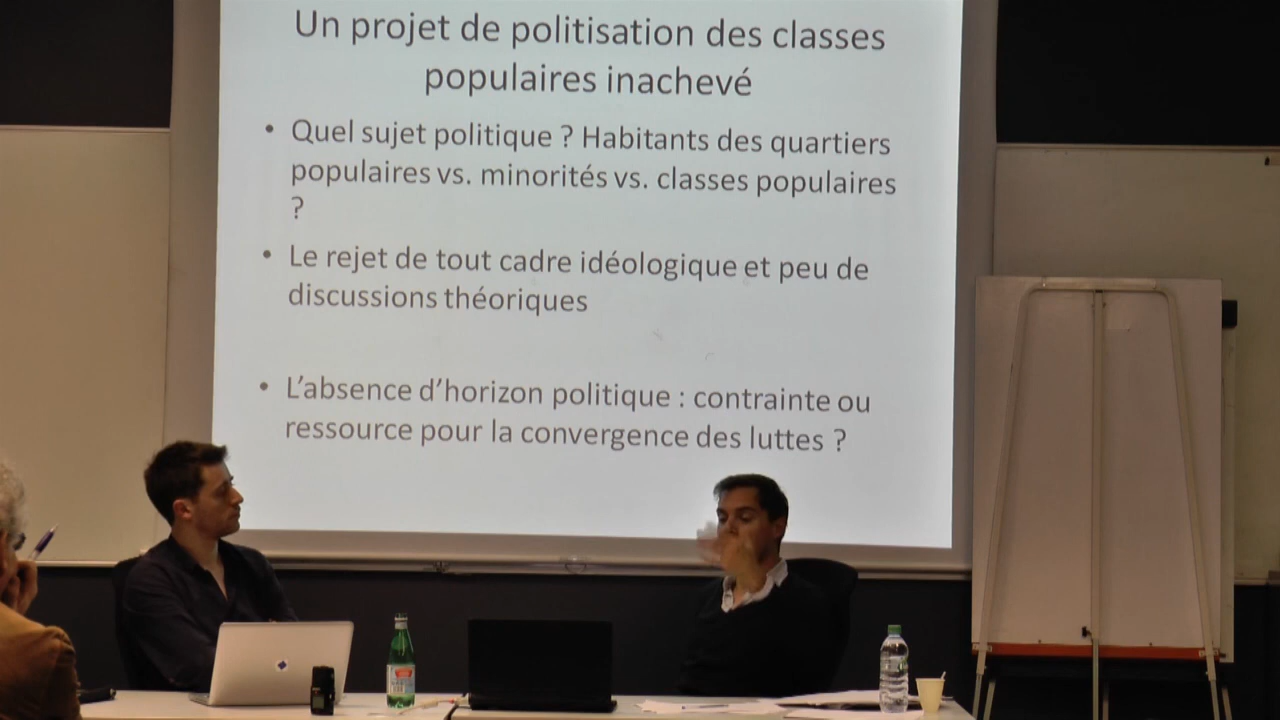 Un projet de politisation des classes
populaires inachevé
• Quel sujet politique ? Habitants des quartiers
populaires vs. minorités vs. classes populaires
?
• Le rejet de tout cadre idéologique et peu de
discussions théoriques
• L’absence d’horizon politique : contrainte ou
ressource pour la convergence des luttes ?